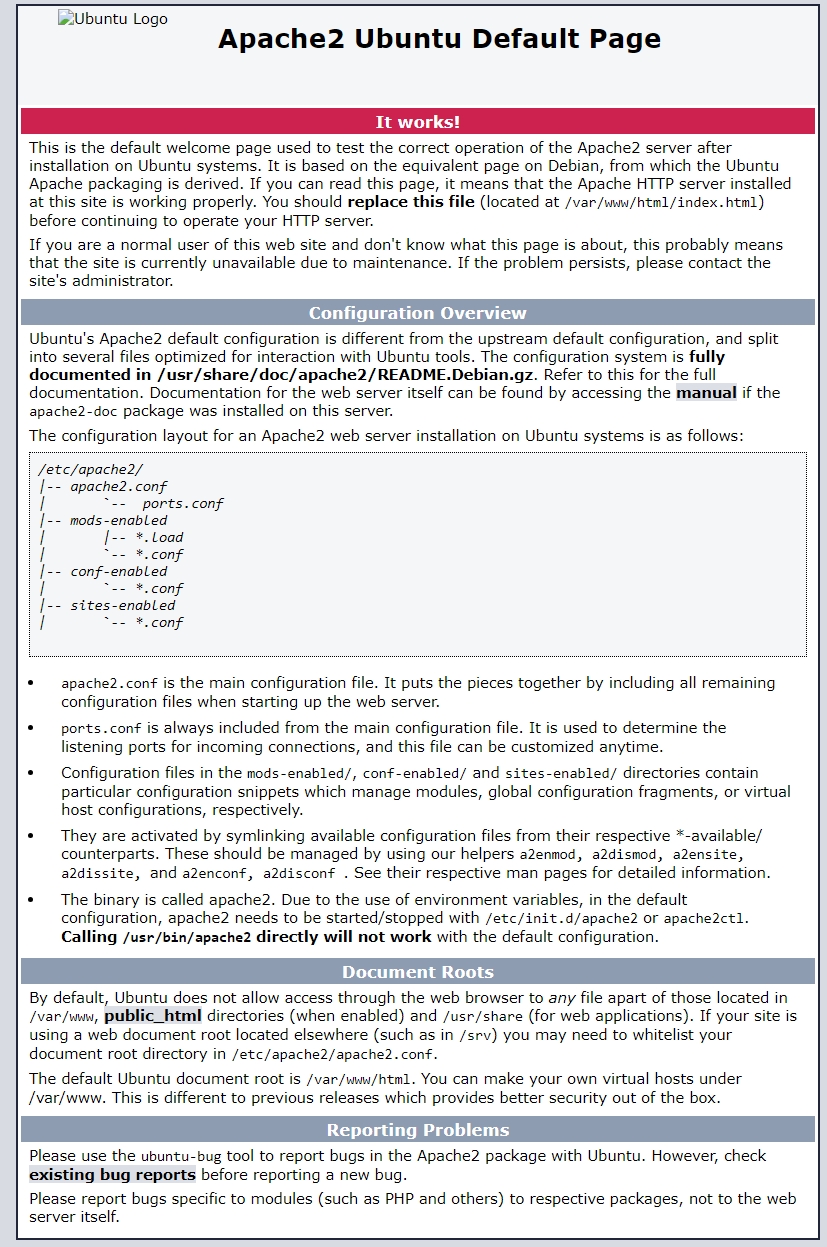 Ubuntu Logo
Apache2 Ubuntu Default Page
It works!
This is the default welcome page used to test the correct operation of the Apache2 server after
installation on Ubuntu systems. It is based on the equivalent page on Debian, from which the Ubuntu
Apache packaging is derived. If you can read this page, it means that the Apache HTTP server installed
at this site is working properly. You should replace this file (located at /var/www/html/index.html)
before continuing to operate your HTTP server.
If you are a normal user of this web site and don't know what this page is about, this probably means
that the site is currently unavailable due to maintenance. If the problem persists, please contact the
site's administrator.
Configuration Overview
Ubuntu's Apache2 default configuration is different from the upstream default configuration, and split
into several files optimized for interaction with Ubuntu tools. The configuration system is fully
documented in /usr/share/doc/apache2/README.Debian.gz. Refer to this for the full
documentation. Documentation for the web server itself can be found by accessing the manual if the
apache2-doc package was installed on this server.
The configuration layout for an Apache2 web server installation on Ubuntu systems is as follows:
/etc/apache2/
|-- apache2.conf
|       `--  ports.conf
|-- mods-enabled
|       |-- *.load
|       `-- *.conf
|-- conf-enabled
|       `-- *.conf
|-- sites-enabled
|       `-- *.conf
• apache2.conf is the main configuration file. It puts the pieces together by including all remaining
configuration files when starting up the web server.
• ports.conf is always included from the main configuration file. It is used to determine the
listening ports for incoming connections, and this file can be customized anytime.
• Configuration files in the mods-enabled/, conf-enabled/ and sites-enabled/ directories contain
particular configuration snippets which manage modules, global configuration fragments, or virtual
host configurations, respectively.
• They are activated by symlinking available configuration files from their respective *-available/
counterparts. These should be managed by using our helpers a2enmod, a2dismod, a2ensite,
a2dissite, and a2enconf, a2disconf . See their respective man pages for detailed information.
• The binary is called apache2. Due to the use of environment variables, in the default
configuration, apache2 needs to be started/stopped with /etc/init.d/apache2 or apache2ctl.
Calling /usr/bin/apache2 directly will not work with the default configuration.
Document Roots
By default, Ubuntu does not allow access through the web browser to any file apart of those located in
/var/www, public_html directories (when enabled) and /usr/share (for web applications). If your site is
using a web document root located elsewhere (such as in /srv) you may need to whitelist your
document root directory in /etc/apache2/apache2.conf.
The default Ubuntu document root is /var/www/html. You can make your own virtual hosts under
/var/www. This is different to previous releases which provides better security out of the box.
Reporting Problems
Please use the ubuntu-bug tool to report bugs in the Apache2 package with Ubuntu. However, check
existing bug reports before reporting a new bug.
Please report bugs specific to modules (such as PHP and others) to respective packages, not to the web
server itself.